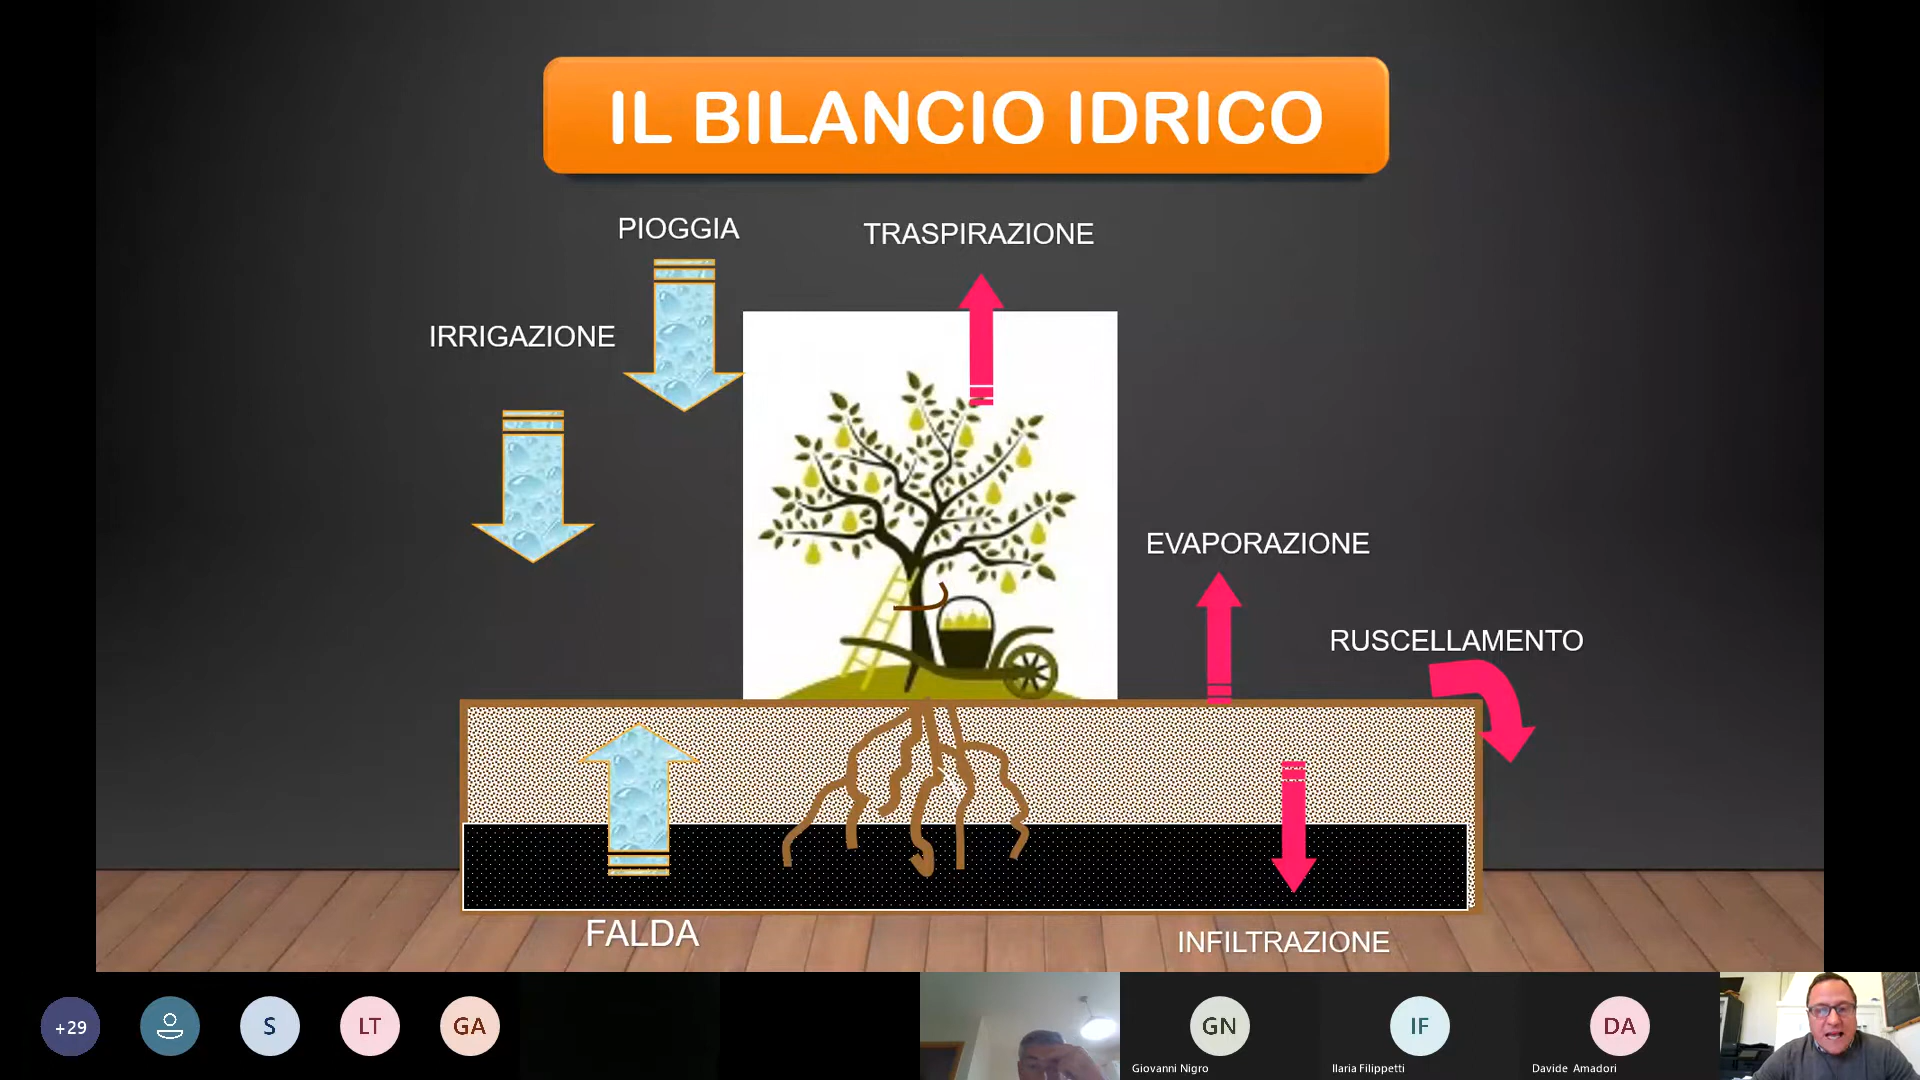 IL BILANCIO IDRICO
PIOGGIA
TRASPIRAZIONE
IRRIGAZIONE
EVAPORAZIONE
RUSCELLAMENTO
FALDA
INFILTRAZIONE
+29
S
LT
GA
GN
IF
DA
Giovanni Nigro
Ilaria Filippetti
Davide Amadori